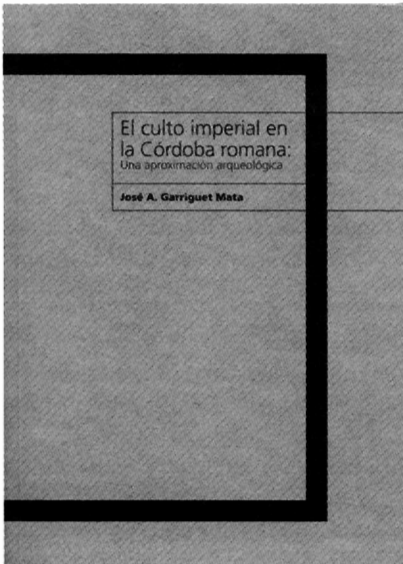 El culto imperial en
la Córdoba romana:
Una aproximación arqueológica
José A. Garriguet Mata